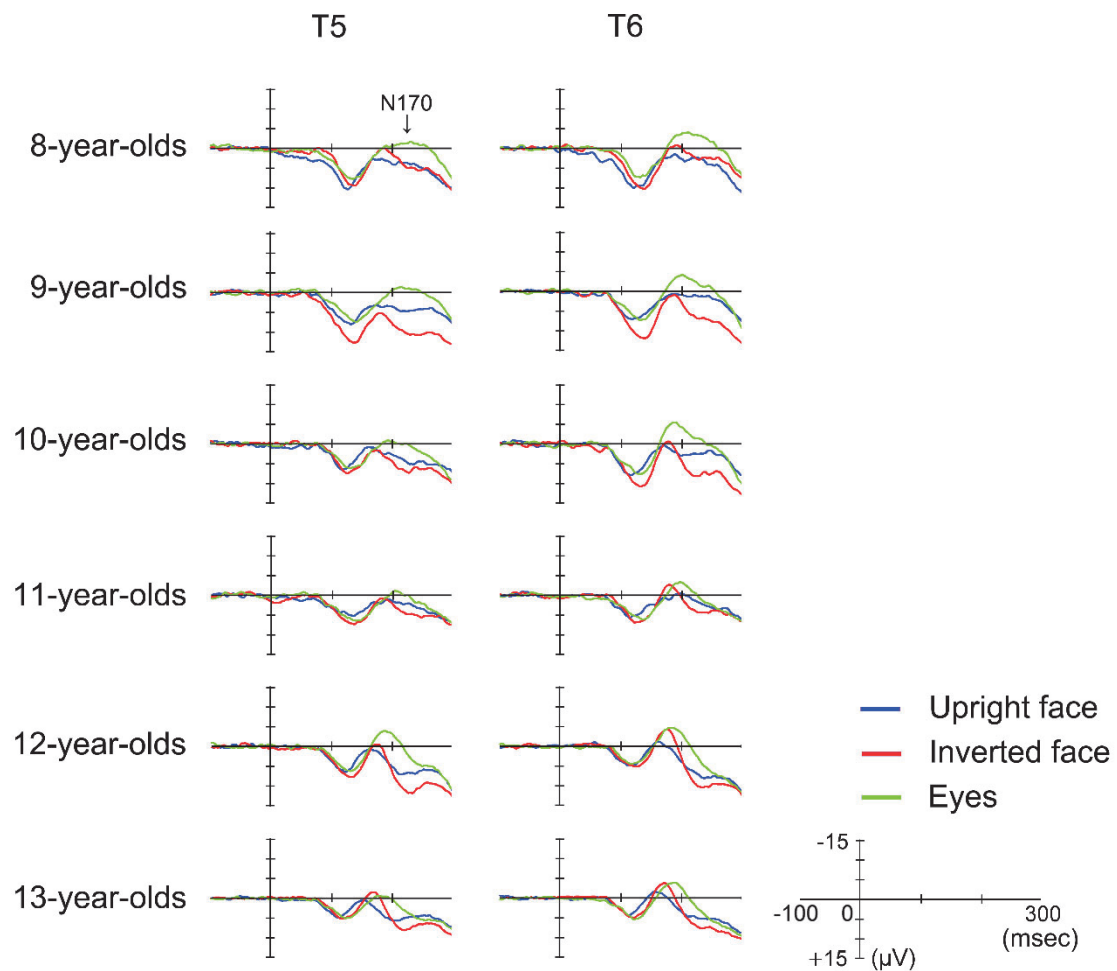 T5 T6
N170
↓
8-year-olds
9-year-olds
10-year-olds
11-year-olds
12-year-olds
13-year-olds
Upright face
Inverted face
Eyes
-15
-100 0 300
(msec)
+15 (μV)